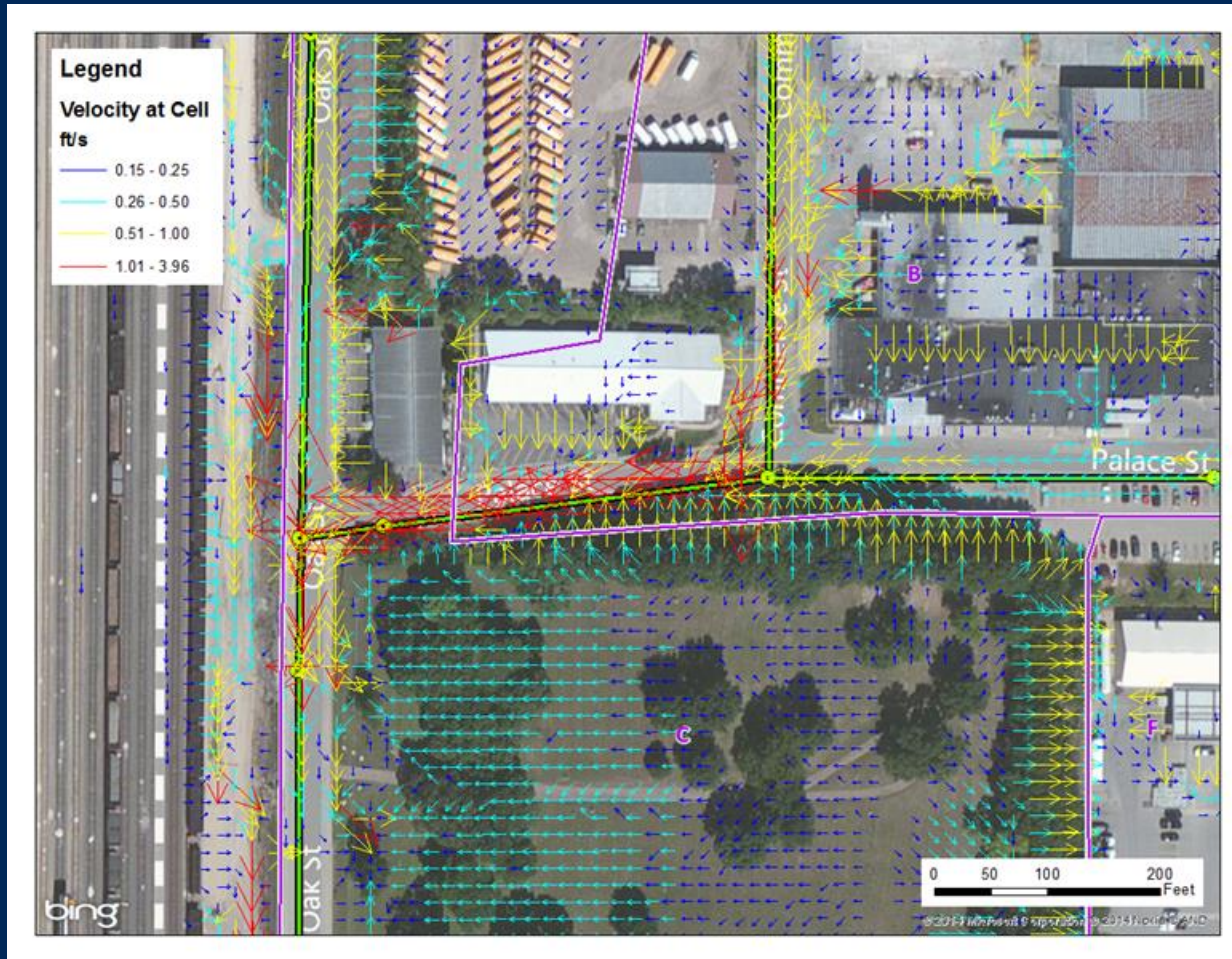 Legend
Velocity at Cell
ft/s
0.15 - 0.25
0.26 - 0.50
0.51 - 1.00
1.01 - 3.96
Oak St
B
Palace St
Oak St
C
F
Oak St
0 50 100 200
Feet
bing